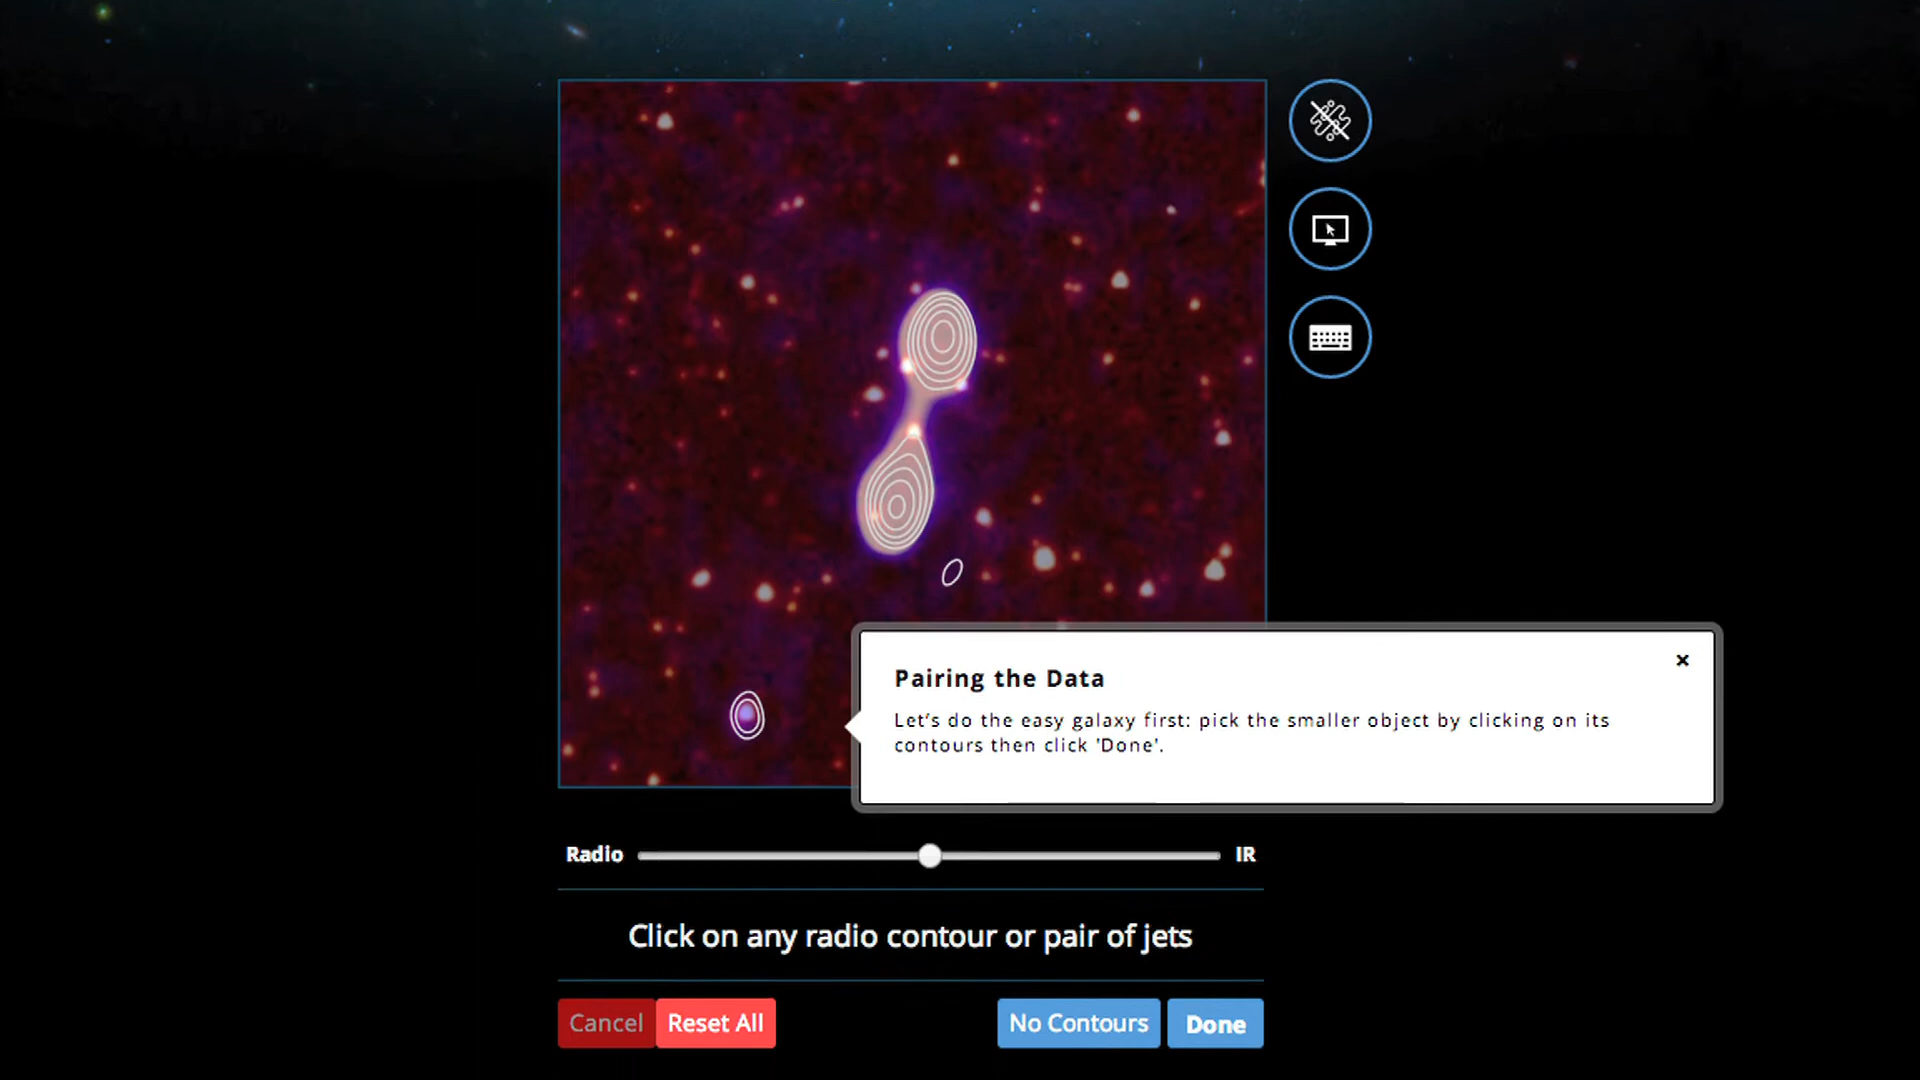 Pairing the Data
Let's do the easy galaxy first: pick the smaller object by clicking on its
contours then click 'Done'.
Radio
IR
Click on any radio contour or pair of jets
Cancel
Reset All
No Contours
Done